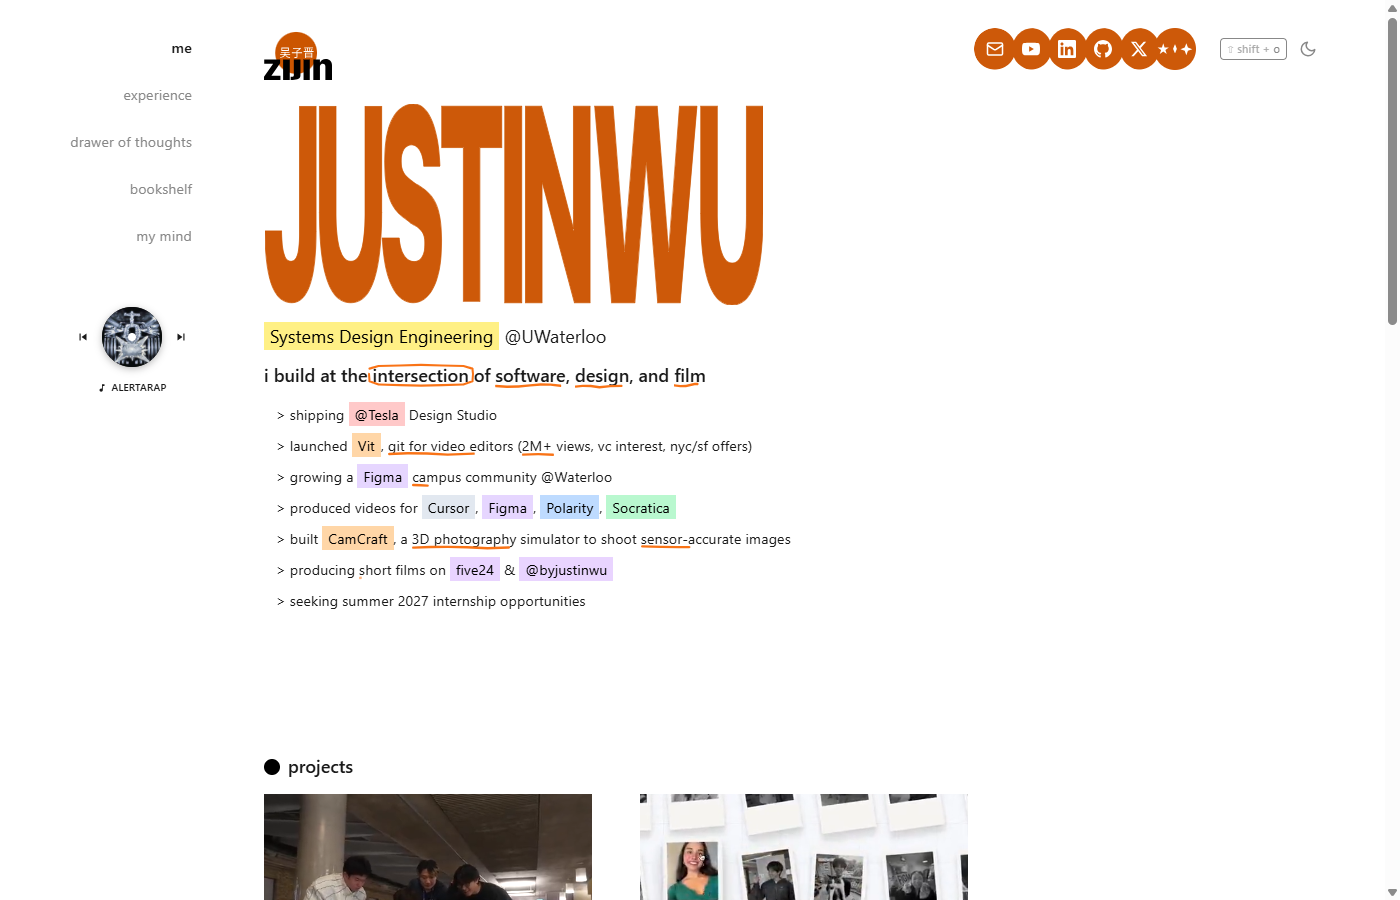 me
experience
drawer of thoughts
bookshelf
my mind
ALERTARAP
吴子晋
zijin
⇧ shift + o
JUSTINWU
Systems Design Engineering @UWaterloo
i build at the intersection of software, design, and film
> shipping @Tesla Design Studio
> launched Vit, git for video editors (2M+ views, vc interest, nyc/sf offers)
> growing a Figma campus community @Waterloo
> produced videos for Cursor, Figma, Polarity, Socratica
> built CamCraft, a 3D photography simulator to shoot sensor-accurate images
> producing short films on five24 & @byjustinwu
> seeking summer 2027 internship opportunities
projects